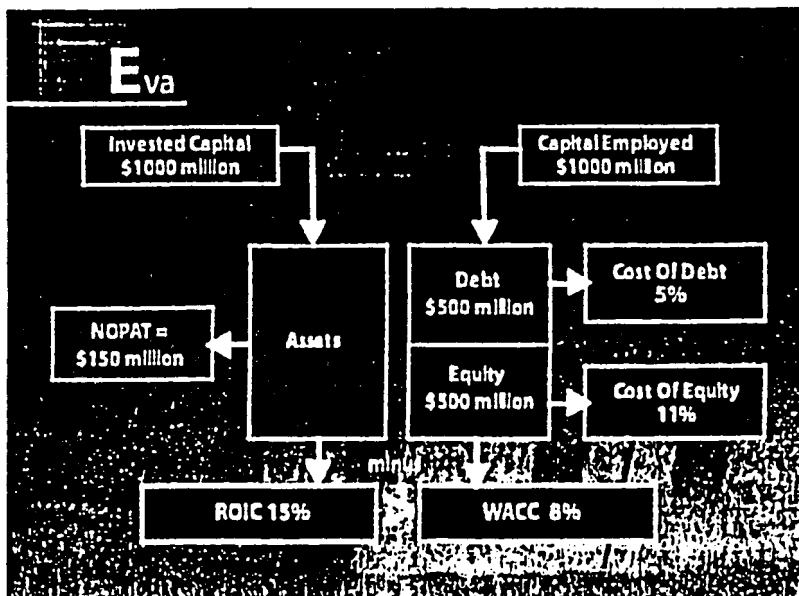 Eva
Invested Capital
$1000 million
Capital Employed
$1000 million
Debt
$500 million
Cost Of Debt
5%
NOPAT =
$150 million
Assets
Equity
$500 million
Cost Of Equity
11%
minus
ROIC 15%
WACC 8%